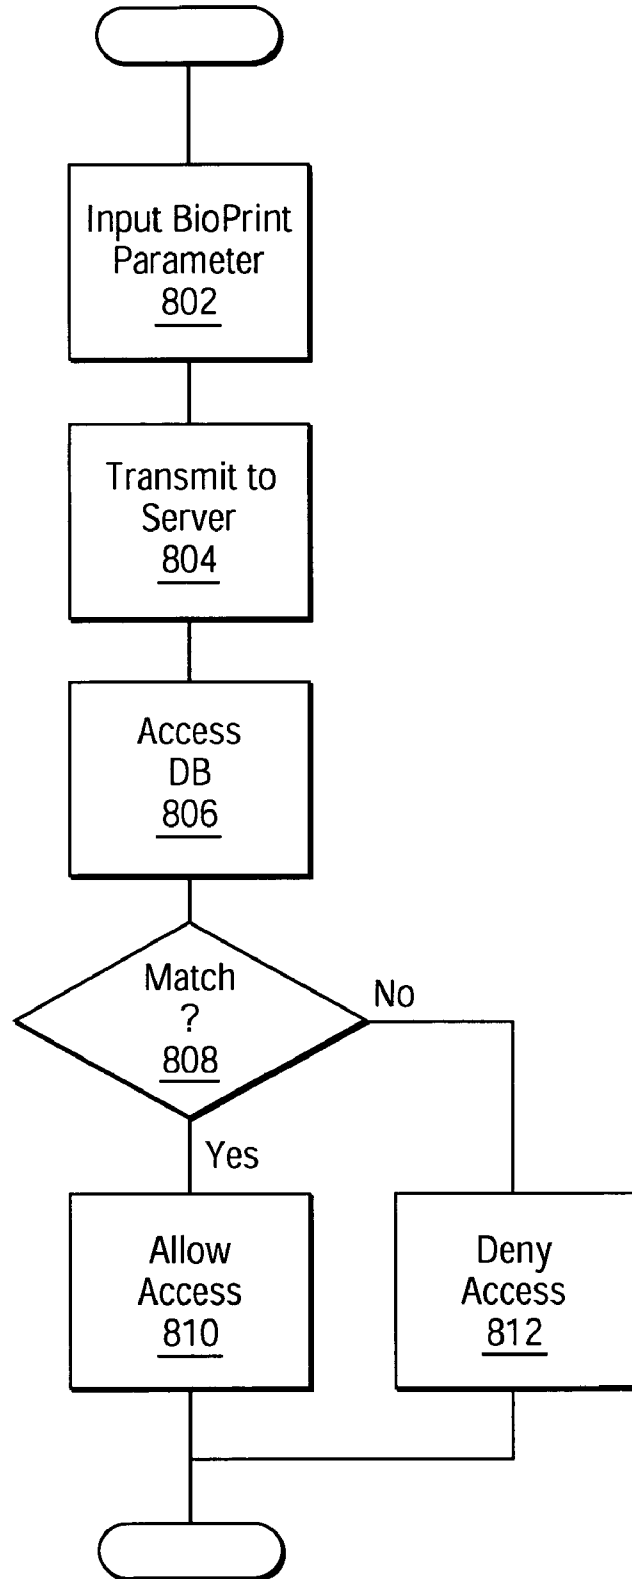 Input BioPrint
Parameter
802
Transmit to
Server
804
Access
DB
806
Match
?
808
No
Yes
Allow
Access
810
Deny
Access
812